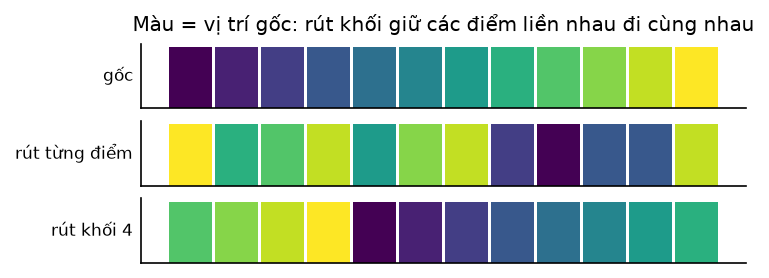 Màu = vị trí gốc: rút khối giữ các điểm liền nhau đi cùng nhau
gốc
rút từng điểm
rút khối 4